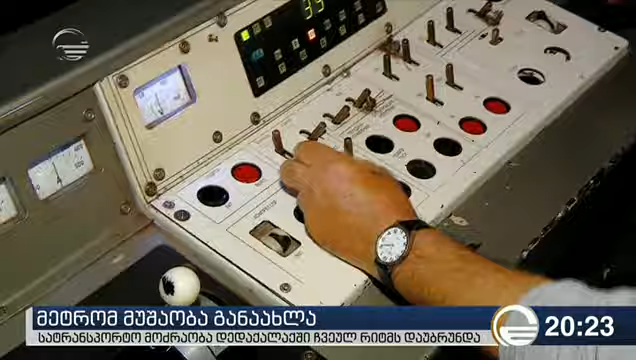 მეტრომ მუშაობა განაახლა
სატრანსპორტო მოძრაობა დედაქალაქში ჩვეულ რიტმს დაუბრუნდა
20:23